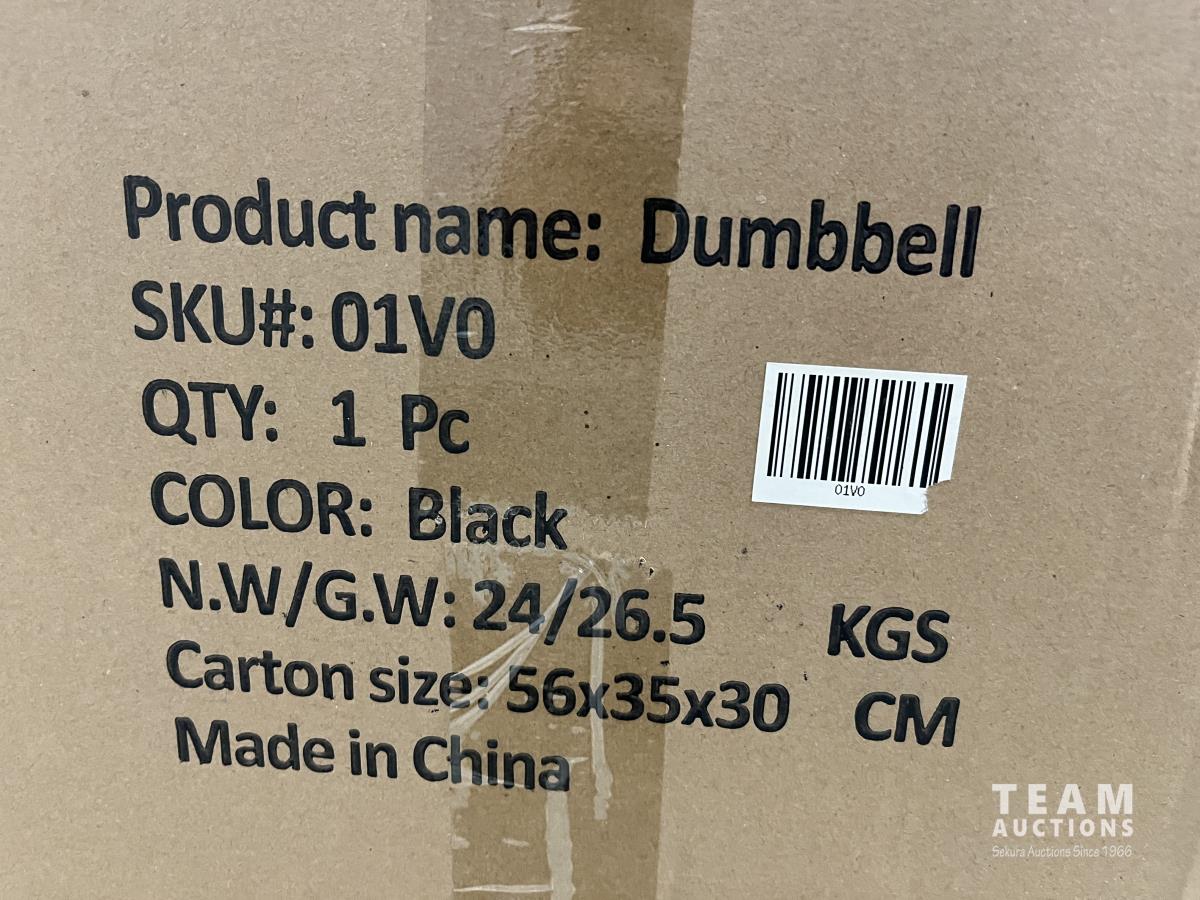 Product name: Dumbbell
SKU#: 01V0
QTY: 1 Pc
COLOR: Black
N.W/G.W: 24/26.5 KGS
Carton size: 56x35x30 CM
Made in China
01V0
TEAM
AUCTIONS
Sekura Auctions Since 1966